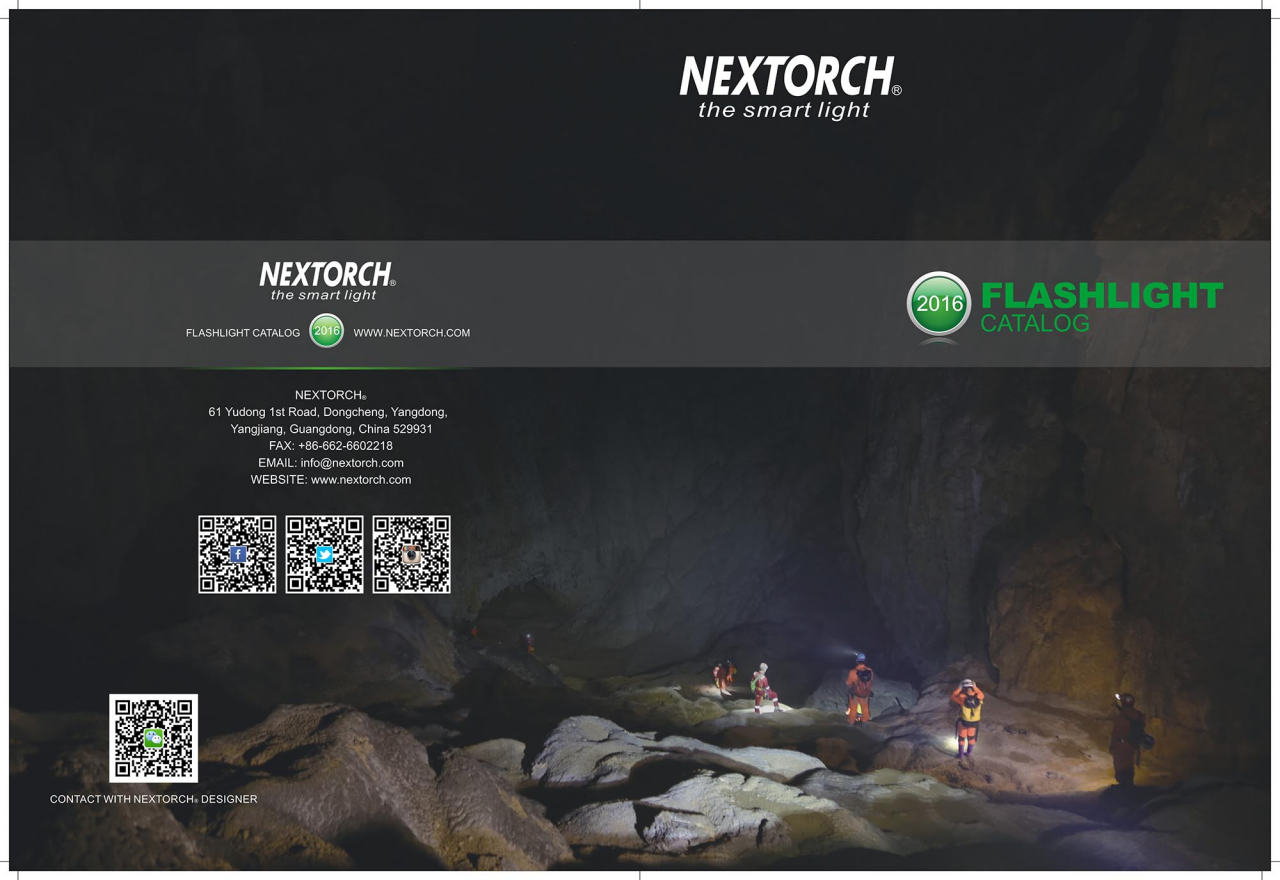 NEXTORCH®
the smart light
NEXTORCH®
the smart light
FLASHLIGHT CATALOG 2016 WWW.NEXTORCH.COM
2016 FLASHLIGHT
CATALOG
NEXTORCH®
61 Yudong 1st Road, Dongcheng, Yangdong,
Yangjiang, Guangdong, China 529931
FAX: +86-662-6602218
EMAIL: info@nextorch.com
WEBSITE: www.nextorch.com
f
CONTACT WITH NEXTORCH® DESIGNER